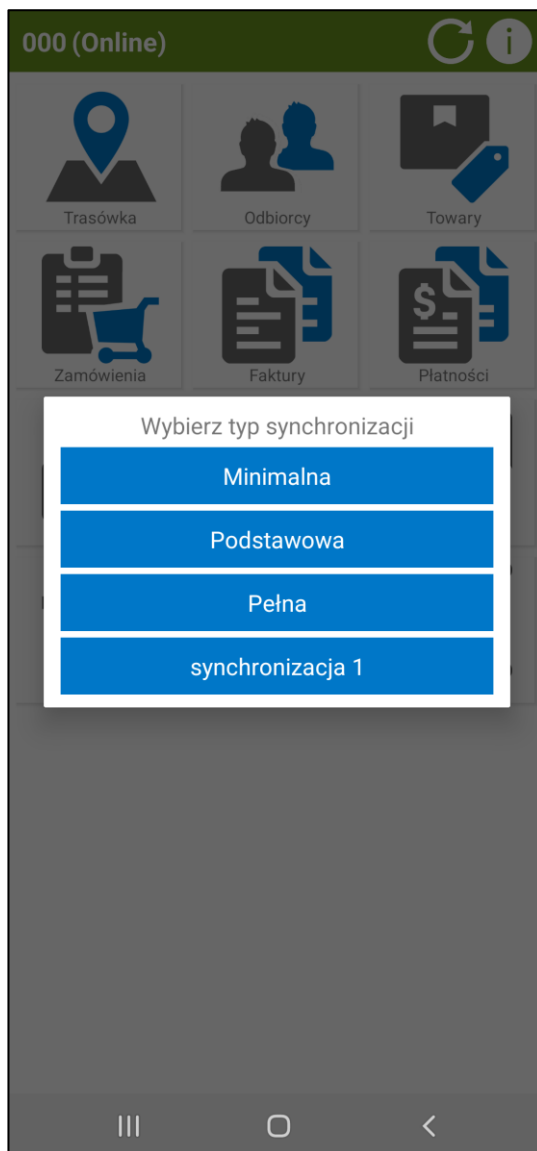 000 (Online)
Trasówka
Odbiorcy
Towary
Zamówienia
Faktury
Płatności
Wybierz typ synchronizacji
Minimalna
Podstawowa
Pełna
synchronizacja 1